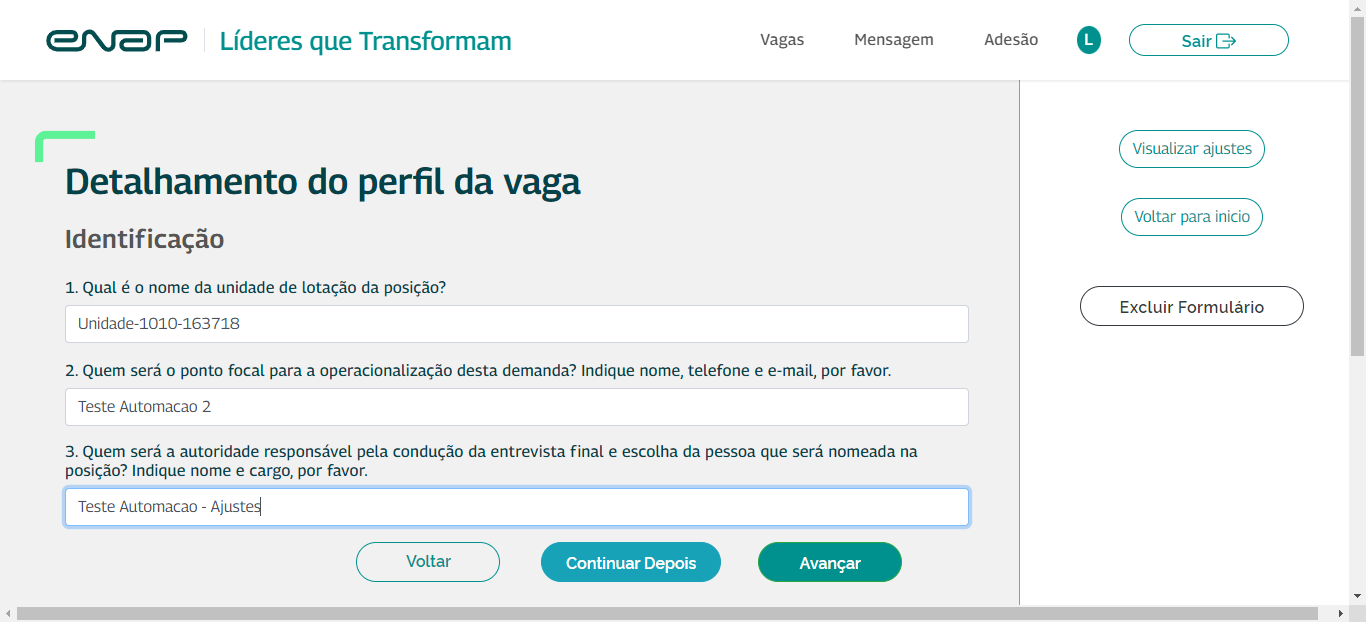 enap
Líderes que Transformam
Vagas
Mensagem
Adesão
L
Sair
Detalhamento do perfil da vaga
Identificação
1. Qual é o nome da unidade de lotação da posição?
Unidade-1010-163718
2. Quem será o ponto focal para a operacionalização desta demanda? Indique nome, telefone e e-mail, por favor.
Teste Automacao 2
3. Quem será a autoridade responsável pela condução da entrevista final e escolha da pessoa que será nomeada na
posição? Indique nome e cargo, por favor.
Teste Automacao - Ajustes
Voltar
Continuar Depois
Avançar
Visualizar ajustes
Voltar para inicio
Excluir Formulário